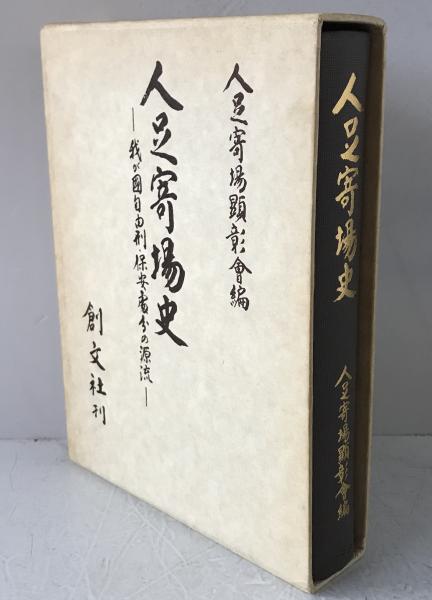 人足寄場顯彰會編
人足寄場史
―我が國自由刑・保安處分の源流―
創文社刊
人足寄場史
人足寄場顯彰會編